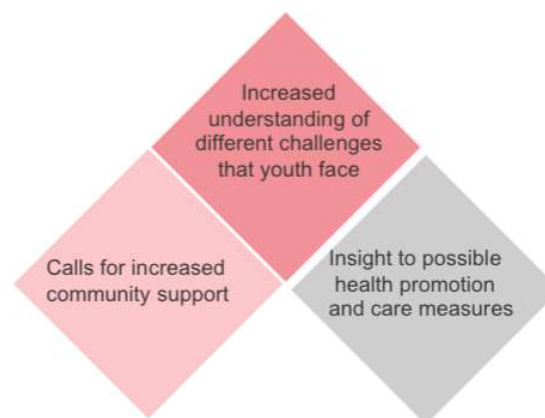 Increased
understanding of
different challenges
that youth face
Calls for increased
community support
Insight to possible
health promotion
and care measures